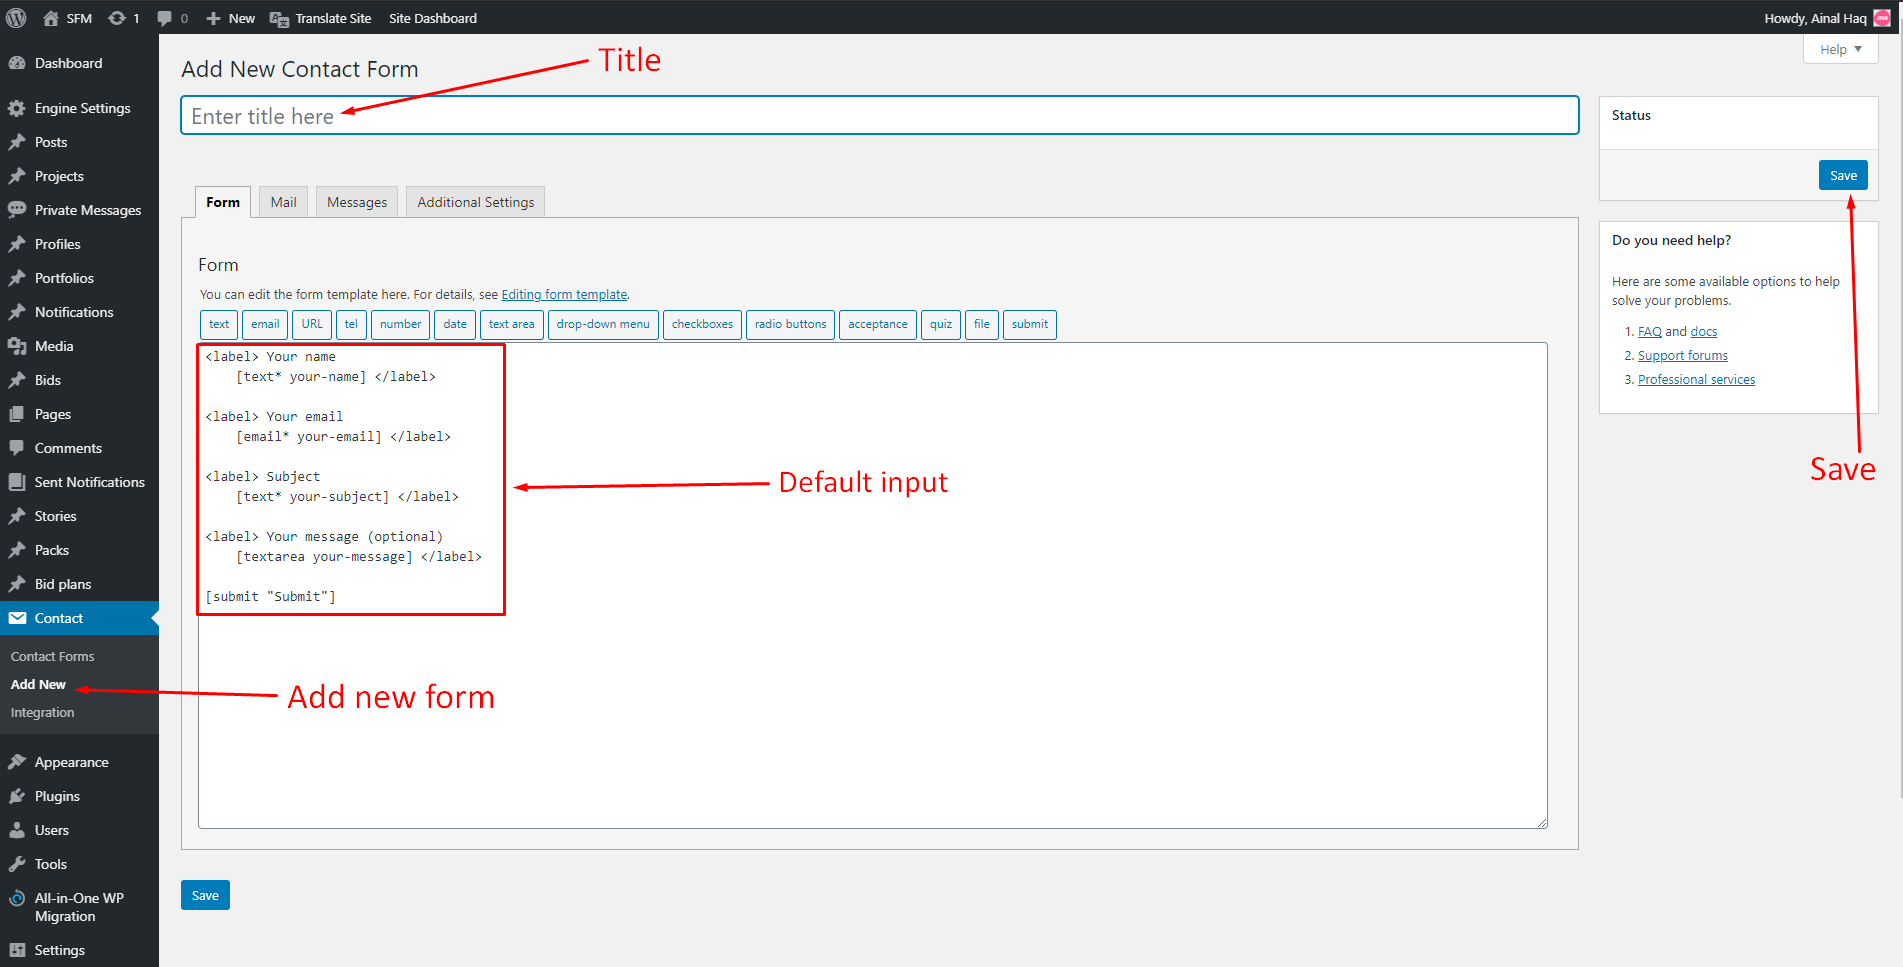 SFM 1 0 New Translate Site Site Dashboard Howdy, Ainal Haq
Help
Dashboard
Engine Settings
Posts
Projects
Private Messages
Profiles
Portfolios
Notifications
Media
Bids
Pages
Comments
Sent Notifications
Stories
Packs
Bid plans
Contact
Contact Forms
Add New
Integration
Appearance
Plugins
Users
Tools
All-in-One WP
Migration
Settings
Add New Contact Form
Title
Enter title here
Form Mail Messages Additional Settings
Form
You can edit the form template here. For details, see Editing form template.
text email URL tel number date text area drop-down menu checkboxes radio buttons acceptance quiz file submit
<label> Your name
[text* your-name] </label>
<label> Your email
[email* your-email] </label>
<label> Subject
[text* your-subject] </label>
<label> Your message (optional)
[textarea your-message] </label>
[submit "Submit"]
Default input
Add new form
Save
Status
Save
Do you need help?
Here are some available options to help
solve your problems.
1. FAQ and docs
2. Support forums
3. Professional services
Save